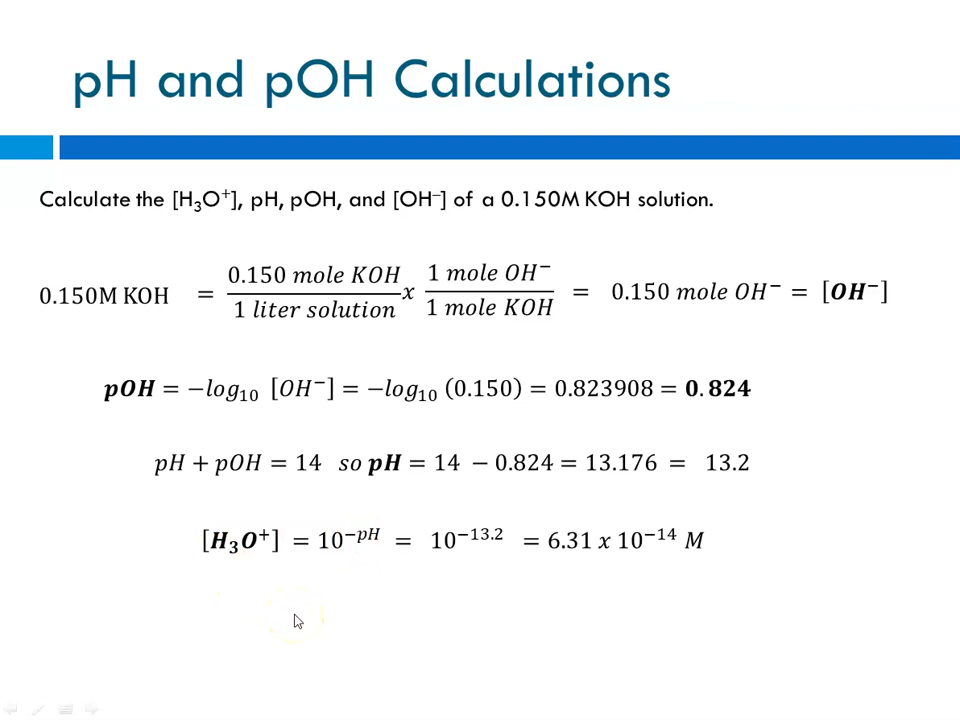 pH and pOH Calculations
Calculate the [H₃O⁺], pH, pOH, and [OH⁻] of a 0.150M KOH solution.
0.150M KOH = (0.150 mole KOH / 1 liter solution) x (1 mole OH⁻ / 1 mole KOH) = 0.150 mole OH⁻ = [OH⁻]
pOH = −log₁₀ [OH⁻] = −log₁₀ (0.150) = 0.823908 = 0.824
pH + pOH = 14 so pH = 14 − 0.824 = 13.176 = 13.2
[H₃O⁺] = 10⁻ᵖᴴ = 10⁻¹³·² = 6.31 x 10⁻¹⁴ M